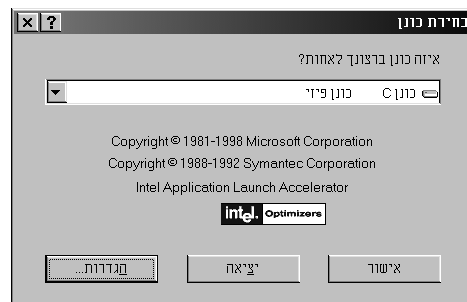 בחירת כונן
איזה כונן ברצונך לאחות?
כונן C כונן פיזי
Copyright © 1981-1998 Microsoft Corporation
Copyright © 1988-1992 Symantec Corporation
Intel Application Launch Accelerator
intel. Optimizers
אישור
יציאה
הגדרות...